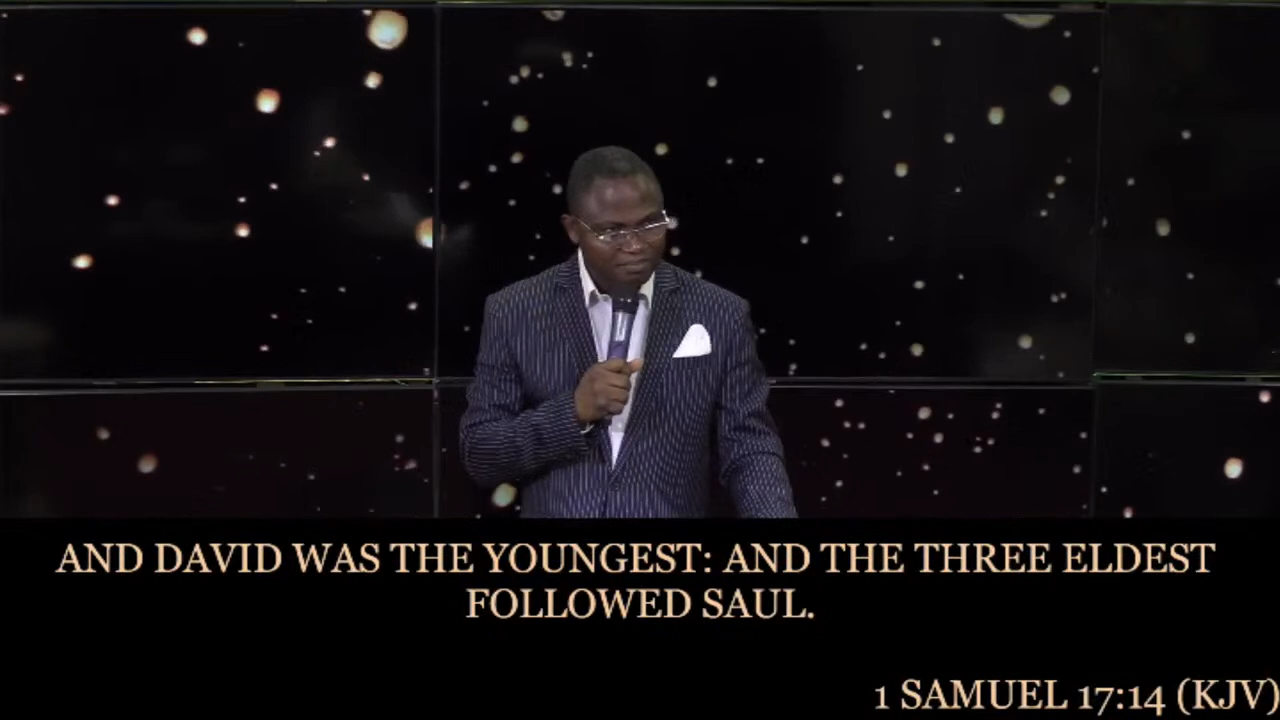 AND DAVID WAS THE YOUNGEST: AND THE THREE ELDEST
FOLLOWED SAUL.
1 SAMUEL 17:14 (KJV)